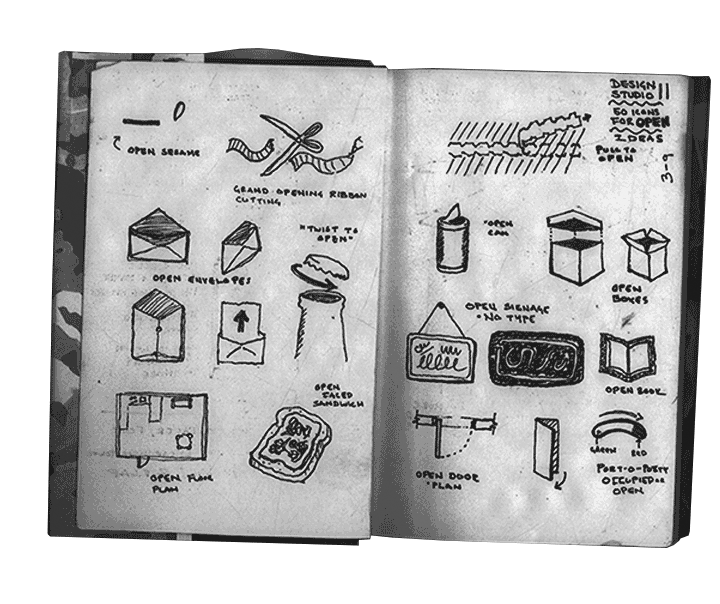 OPEN SESAME
GRAND OPENING RIBBON
CUTTING
OPEN ENVELOPES
"TWIST TO
OPEN"
OPEN
FACED
SANDWICH
OPEN FLOOR
PLAN
DESIGN
STUDIO II
50 ICONS
FOR OPEN
IDEAS
3-9
PULL TO
OPEN
OPEN
CAN
OPEN
BOXES
OPEN SIGNAGE
NO TYPE
OPEN BOOK
OPEN DOOR
PLAN
GREEN RED
PORT-O-POTTY
OCCUPIED OR
OPEN